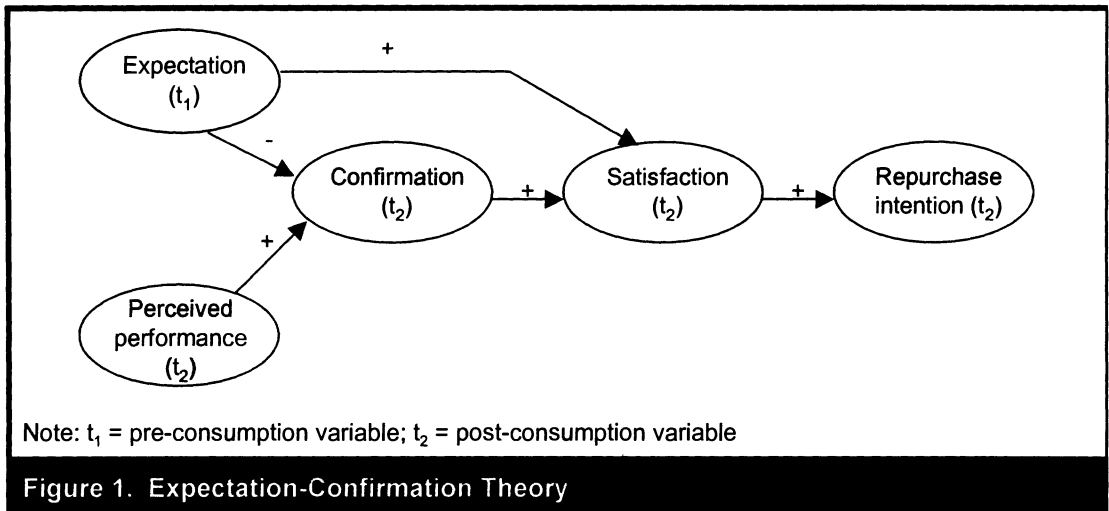 +
Expectation
(t₁)
-
Confirmation
(t₂)
+
Satisfaction
(t₂)
+
Repurchase
intention (t₂)
+
Perceived
performance
(t₂)
Note: t₁ = pre-consumption variable; t₂ = post-consumption variable
Figure 1. Expectation-Confirmation Theory